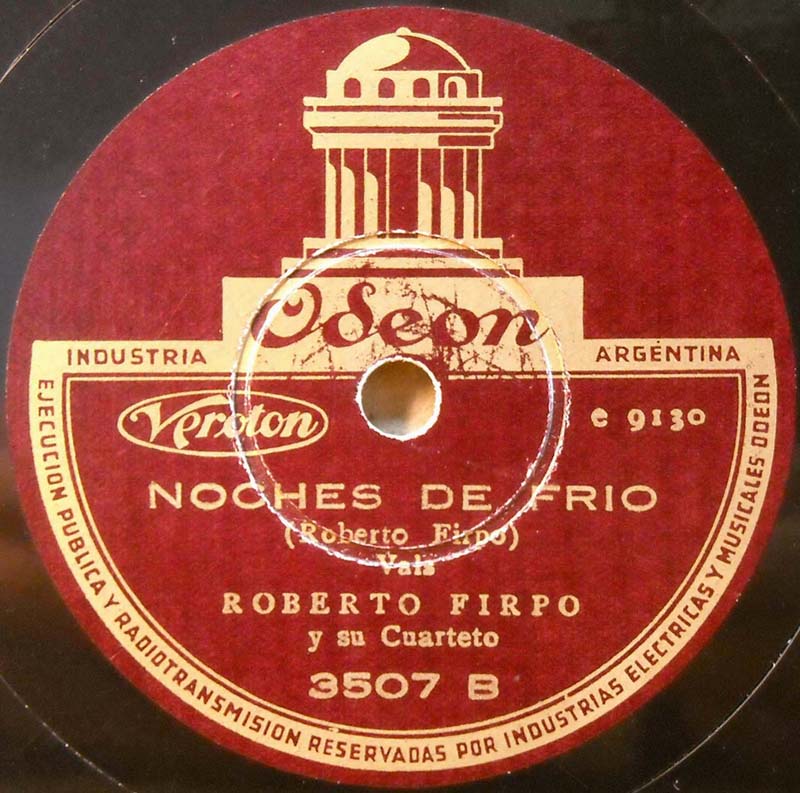 Odeon
INDUSTRIA ARGENTINA
Veroton
e 9130
NOCHES DE FRIO
(Roberto Firpo)
Vals
ROBERTO FIRPO
y su Cuarteto
3507 B
EJECUCION PUBLICA Y RADIOTRANSMISION RESERVADAS POR INDUSTRIAS ELECTRICAS Y MUSICALES ODEON